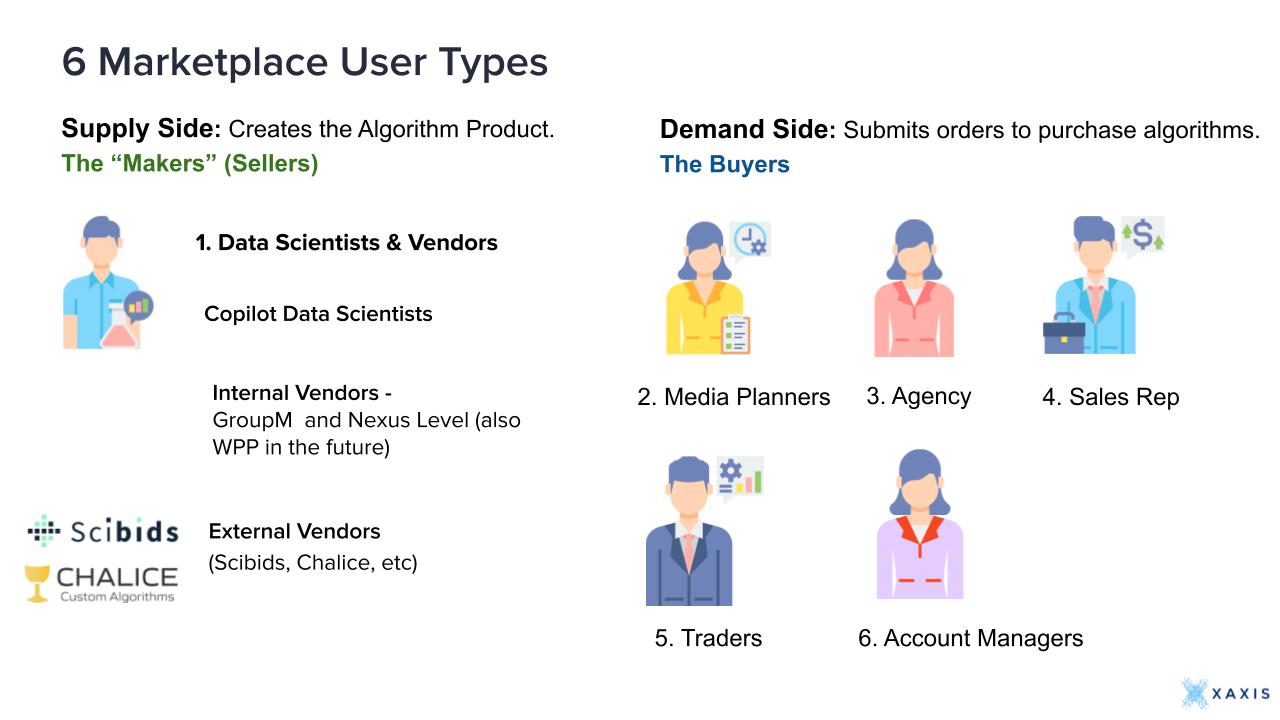 6 Marketplace User Types
Supply Side: Creates the Algorithm Product.
The “Makers” (Sellers)
1. Data Scientists & Vendors
Copilot Data Scientists
Internal Vendors -
GroupM  and Nexus Level (also
WPP in the future)
Scibids
CHALICE
Custom Algorithms
External Vendors
(Scibids, Chalice, etc)
Demand Side: Submits orders to purchase algorithms.
The Buyers
$
2. Media Planners
3. Agency
4. Sales Rep
5. Traders
6. Account Managers
XAXIS